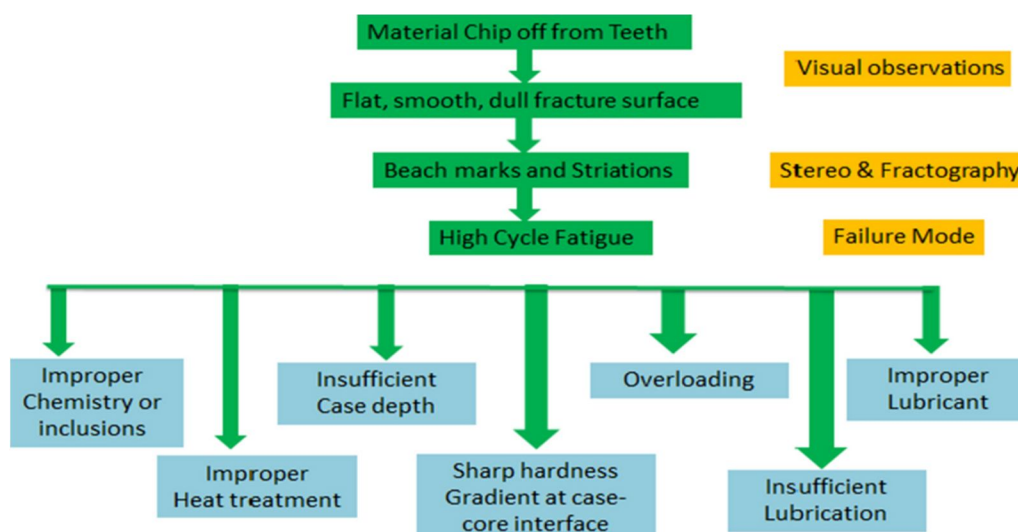 Material Chip off from Teeth
Visual observations
Flat, smooth, dull fracture surface
Beach marks and Striations
Stereo & Fractography
High Cycle Fatigue
Failure Mode
Improper
Chemistry or
inclusions
Improper
Heat treatment
Insufficient
Case depth
Sharp hardness
Gradient at case-
core interface
Overloading
Insufficient
Lubrication
Improper
Lubricant